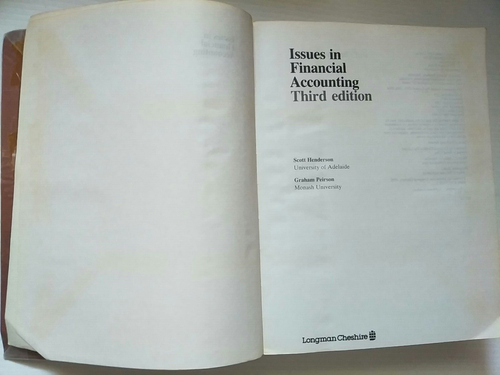 Issues in
Financial
Accounting
Third edition
Scott Henderson
University of Adelaide
Graham Peirson
Monash University
Longman Cheshire